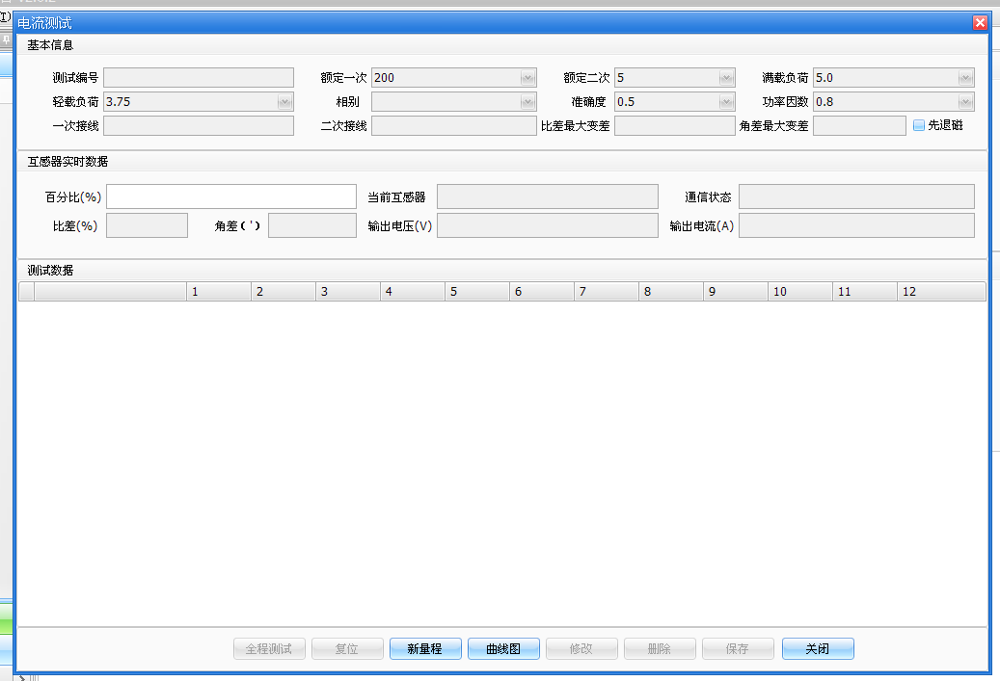 电流测试
基本信息
测试编号 额定一次 200 额定二次 5 满载负荷 5.0
轻载负荷 3.75 相别 准确度 0.5 功率因数 0.8
一次接线 二次接线 比差最大变差 角差最大变差 先退磁
互感器实时数据
百分比(%) 当前互感器 通信状态
比差(%) 角差(') 输出电压(V) 输出电流(A)
测试数据
1 2 3 4 5 6 7 8 9 10 11 12
全程测试 复位 新量程 曲线图 修改 删除 保存 关闭